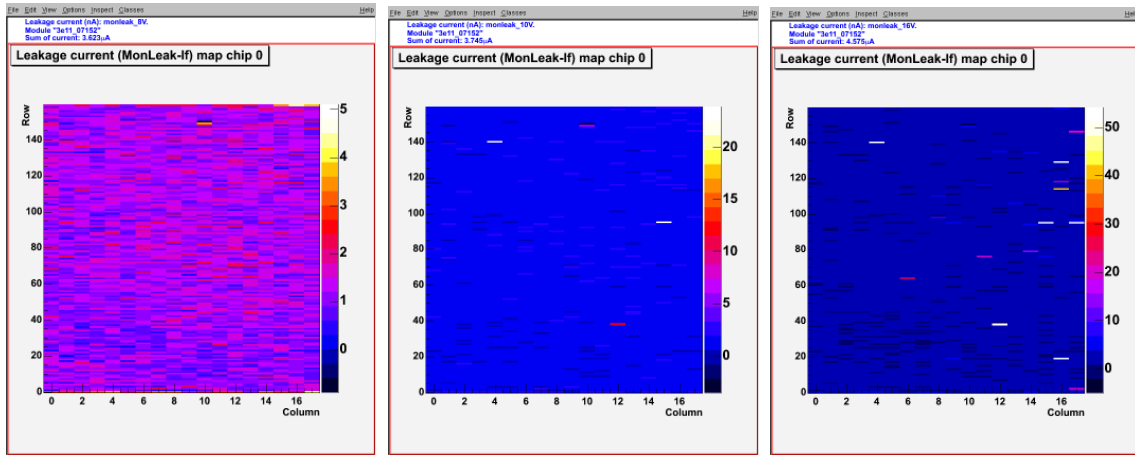 File Edit View Options Inspect Classes Help
Leakage current (nA): monleak_8V.
Module "3e11_07152"
Sum of current: 3.623µA
Leakage current (MonLeak-If) map chip 0
Row
140
120
100
80
60
40
20
0
0 2 4 6 8 10 12 14 16
Column
5
4
3
2
1
0
File Edit View Options Inspect Classes Help
Leakage current (nA): monleak_10V.
Module "3e11_07152"
Sum of current: 3.745µA
Leakage current (MonLeak-If) map chip 0
Row
140
120
100
80
60
40
20
0
0 2 4 6 8 10 12 14 16
Column
20
15
10
5
0
File Edit View Options Inspect Classes Help
Leakage current (nA): monleak_16V.
Module "3e11_07152"
Sum of current: 4.575µA
Leakage current (MonLeak-If) map chip 0
Row
140
120
100
80
60
40
20
0
0 2 4 6 8 10 12 14 16
Column
50
40
30
20
10
0